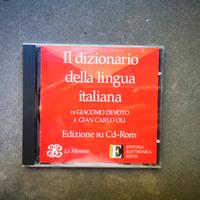 Il dizionario
della lingua
italiana
DI GIACOMO DEVOTO
E GIAN CARLO OLI
Edizione su Cd-Rom
Le Monnier
E
EDITORIA
ELETTRONICA
EDITEL